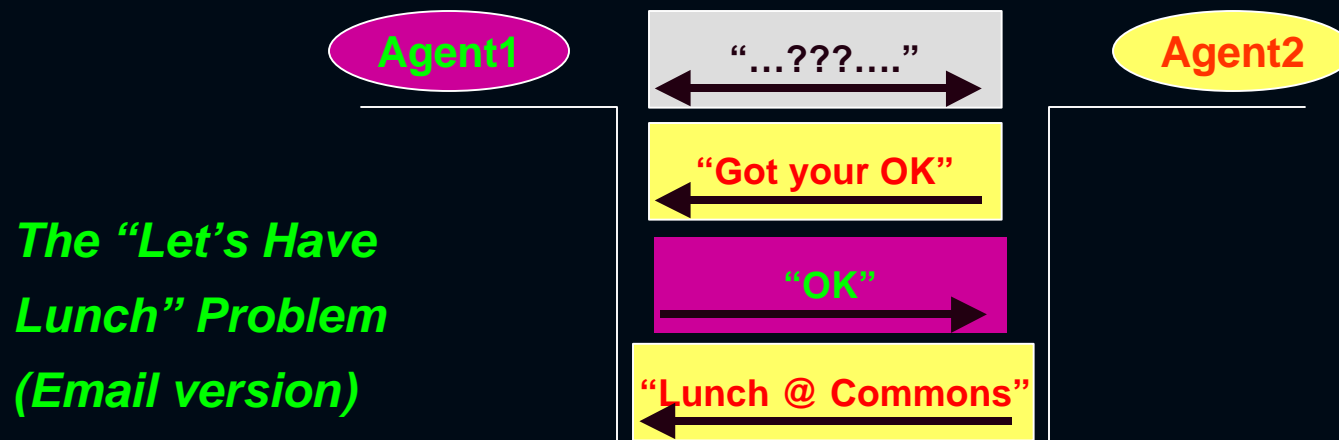 Agent1
“…???….”
Agent2
“Got your OK”
The “Let’s Have
Lunch” Problem
(Email version)
“OK”
“Lunch @ Commons”